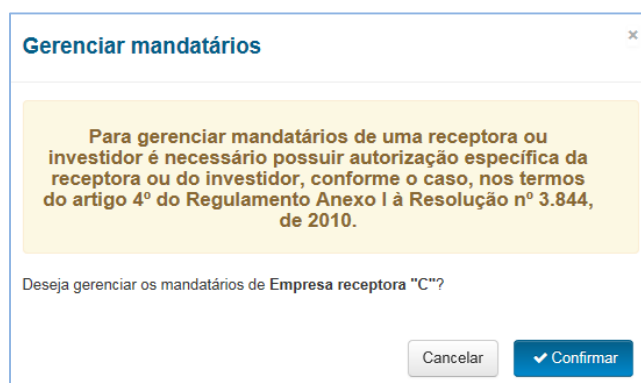 Gerenciar mandatários
×
Para gerenciar mandatários de uma receptora ou
investidor é necessário possuir autorização específica da
receptora ou do investidor, conforme o caso, nos termos
do artigo 4º do Regulamento Anexo I à Resolução nº 3.844,
de 2010.
Deseja gerenciar os mandatários de Empresa receptora "C"?
Cancelar
✔ Confirmar